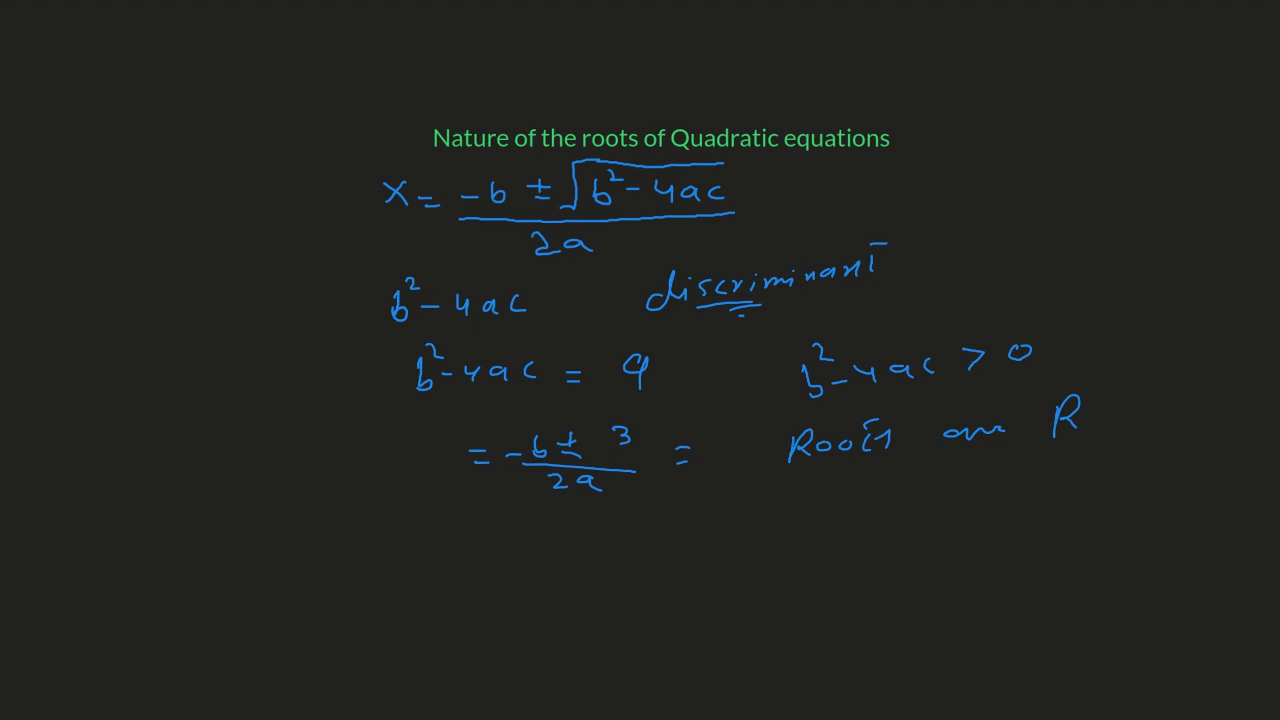 Nature of the roots of Quadratic equations
X = -b ± √b² - 4ac
2a
b² - 4ac discriminant
b² - 4ac = 9 b² - 4ac > 0
= -b ± 3 = Roots are R
2a